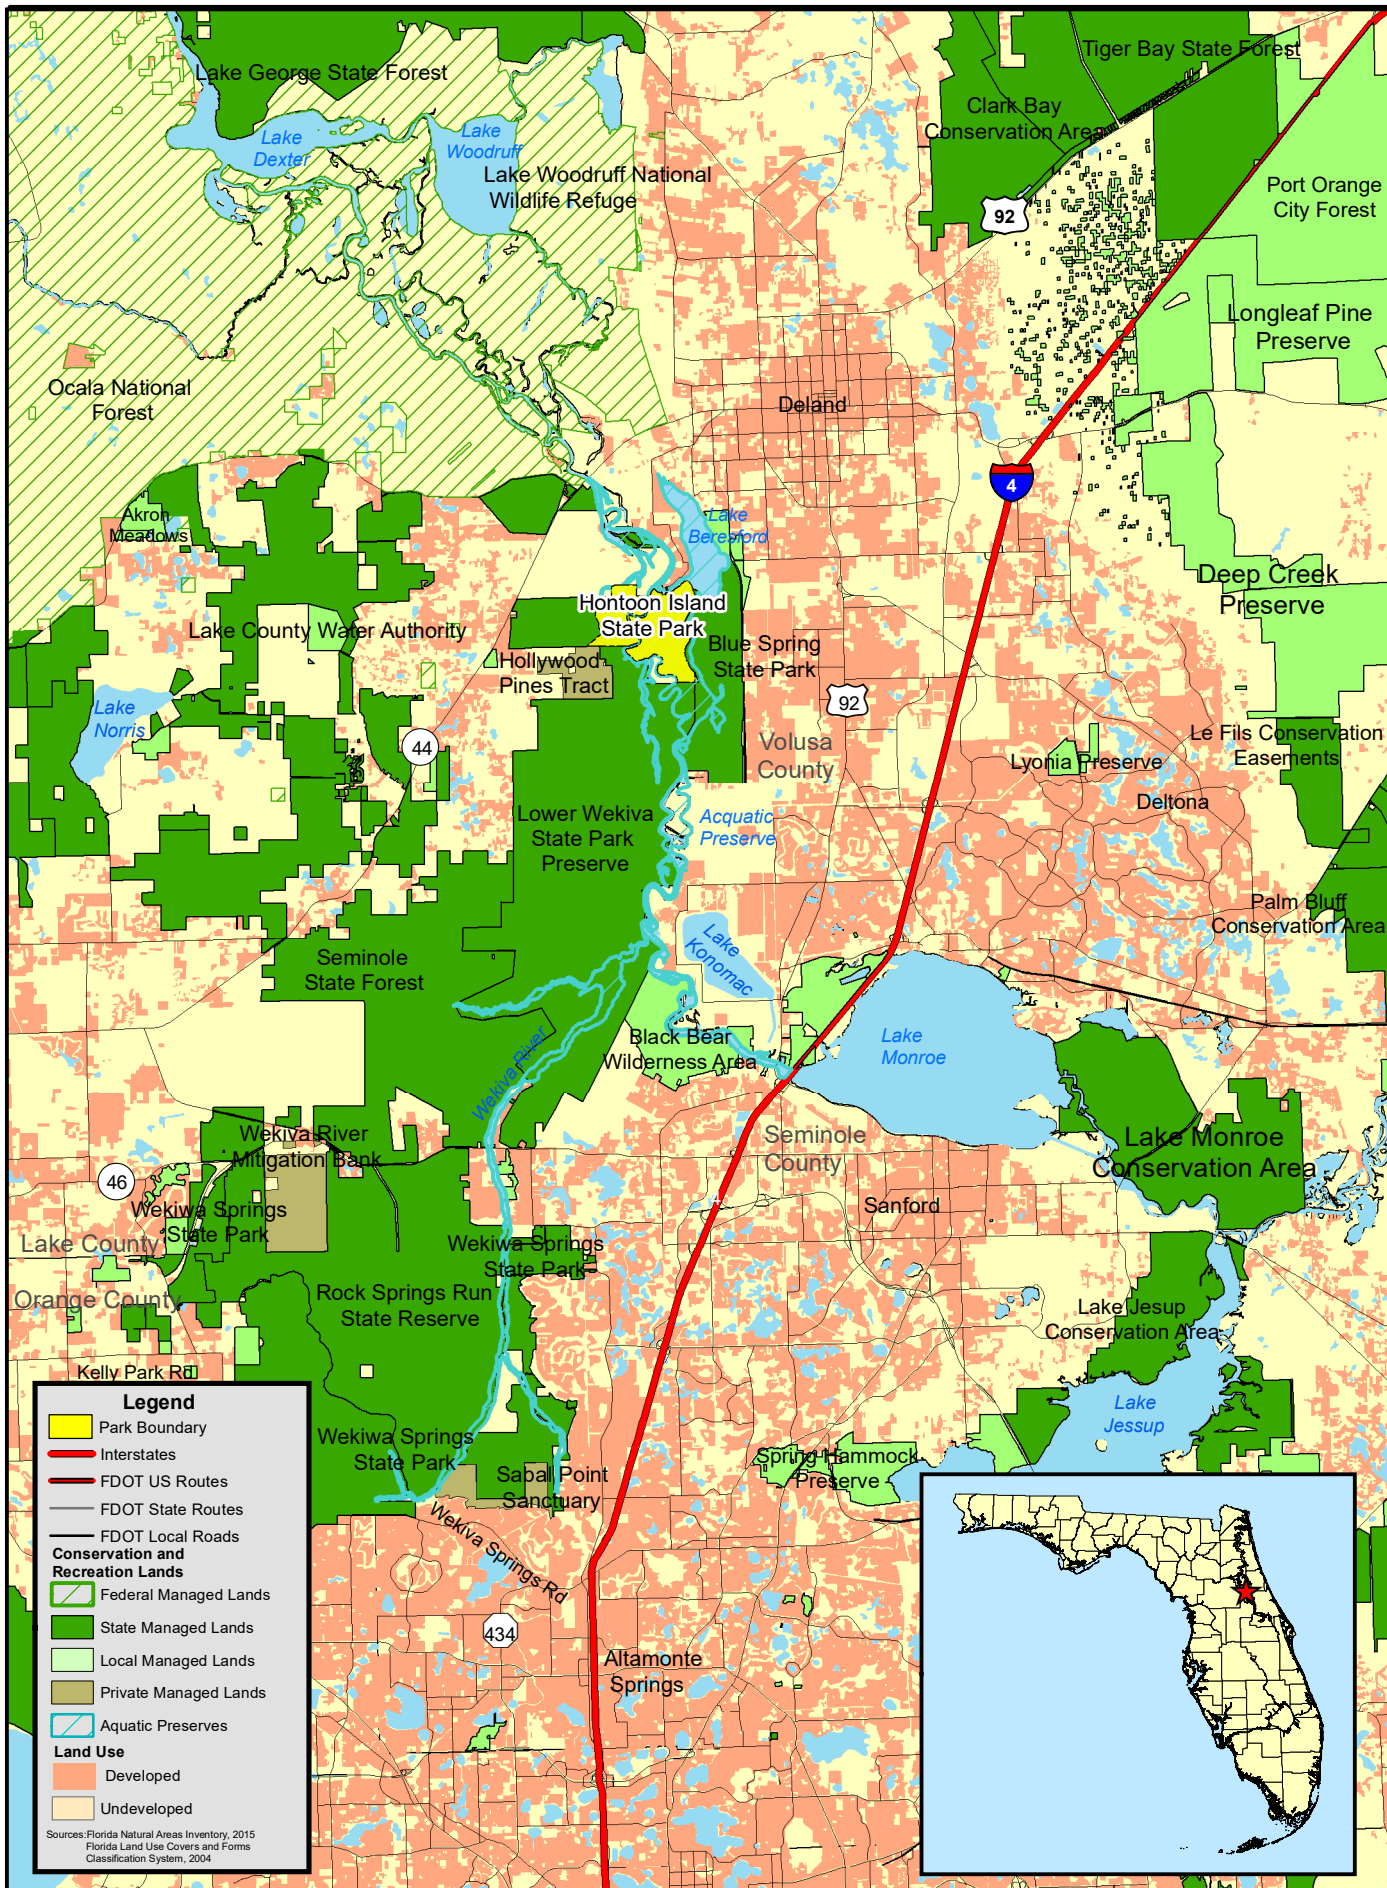 Lake George State Forest
Tiger Bay State Forest
Clark Bay
Conservation Area
Lake
Dexter
Lake
Woodruff
Lake Woodruff National
Wildlife Refuge
92
Port Orange
City Forest
Longleaf Pine
Preserve
Ocala National
Forest
Deland
4
Akron
Meadows
Lake
Beresford
Deep Creek
Preserve
Hontoon Island
State Park
Lake County Water Authority
Blue Spring
State Park
Hollywood
Pines Tract
92
Lake
Norris
44
Volusa
County
Le Fils Conservation
Easements
Lyonia Preserve
Deltona
Lower Wekiva
State Park
Preserve
Acquatic
Preserve
Palm Bluff
Conservation Area
Lake
Konomac
Seminole
State Forest
Black Bear
Wilderness Area
Lake
Monroe
Wekiva River
Wekiva River
Mitigation Bank
Seminole
County
Lake Monroe
Conservation Area
46
4
Sanford
Wekiwa Springs
State Park
Lake County
Wekiwa Springs
State Park
Orange County
Rock Springs Run
State Reserve
Lake Jesup
Conservation Area
Kelly Park Rd
Lake
Jessup
Wekiwa Springs
State Park
Sabal Point
Sanctuary
Spring Hammock
Preserve
Wekiva Springs Rd
434
Altamonte
Springs
Legend
Park Boundary
Interstates
FDOT US Routes
FDOT State Routes
FDOT Local Roads
Conservation and
Recreation Lands
Federal Managed Lands
State Managed Lands
Local Managed Lands
Private Managed Lands
Aquatic Preserves
Land Use
Developed
Undeveloped
Sources:Florida Natural Areas Inventory, 2015
Florida Land Use Covers and Forms
Classification System, 2004